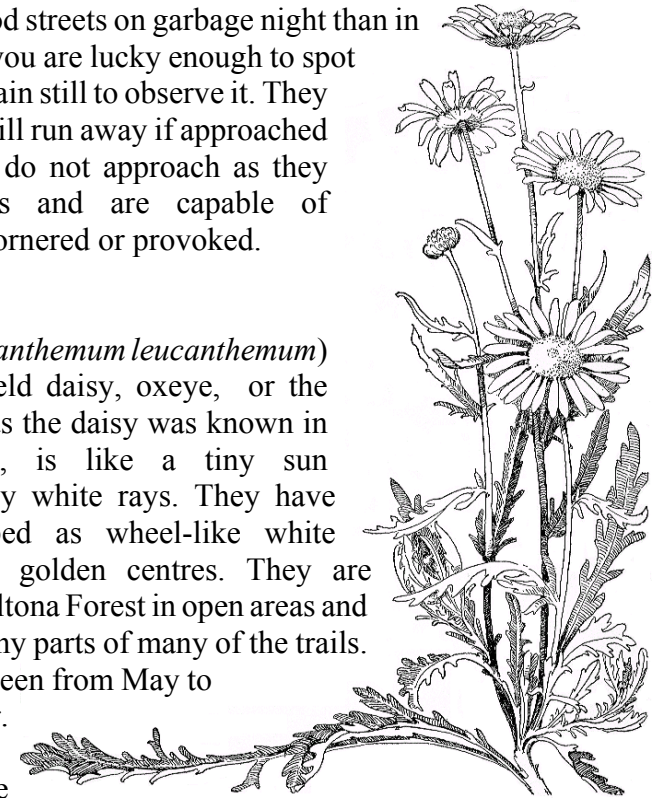 od streets on garbage night than in
you are lucky enough to spot
ain still to observe it. They
ill run away if approached
do not approach as they
s and are capable of
ornered or provoked.
anthemum leucanthemum)
eld daisy, oxeye, or the
as the daisy was known in
, is like a tiny sun
y white rays. They have
bed as wheel-like white
golden centres. They are
ltona Forest in open areas and
ny parts of many of the trails.
een from May to
.
e